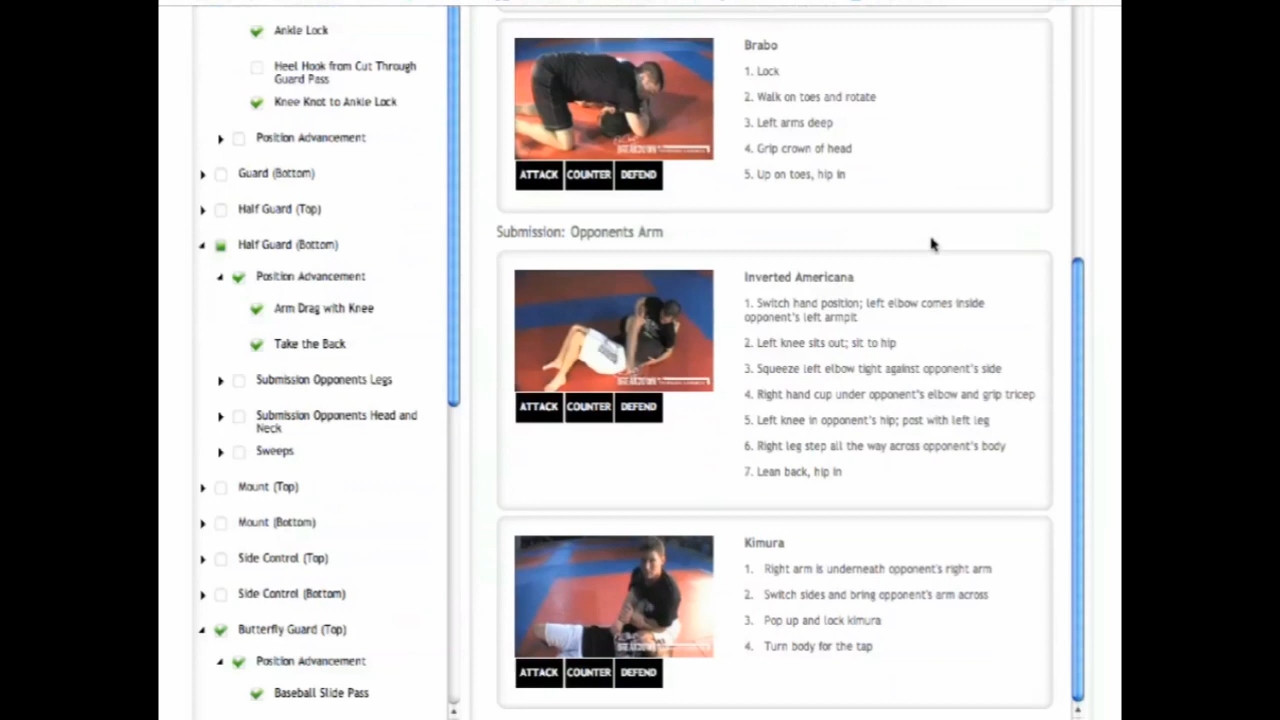 Ankle Lock
Heel Hook from Cut Through
Guard Pass
Knee Knot to Ankle Lock
Position Advancement
Guard (Bottom)
Half Guard (Top)
Half Guard (Bottom)
Position Advancement
Arm Drag with Knee
Take the Back
Submission Opponents Legs
Submission Opponents Head and
Neck
Sweeps
Mount (Top)
Mount (Bottom)
Side Control (Top)
Side Control (Bottom)
Butterfly Guard (Top)
Position Advancement
Baseball Slide Pass
Brabo
1. Lock
2. Walk on toes and rotate
3. Left arms deep
4. Grip crown of head
5. Up on toes, hip in
BREAKDOWN
ATTACK COUNTER DEFEND
Submission: Opponents Arm
Inverted Americana
1. Switch hand position; left elbow comes inside
opponent's left armpit
2. Left knee sits out; sit to hip
3. Squeeze left elbow tight against opponent's side
4. Right hand cup under opponent's elbow and grip tricep
5. Left knee in opponent's hip; post with left leg
6. Right leg step all the way across opponent's body
7. Lean back, hip in
BREAKDOWN
ATTACK COUNTER DEFEND
Kimura
1. Right arm is underneath opponent's right arm
2. Switch sides and bring opponent's arm across
3. Pop up and lock kimura
4. Turn body for the tap
BREAKDOWN
ATTACK COUNTER DEFEND